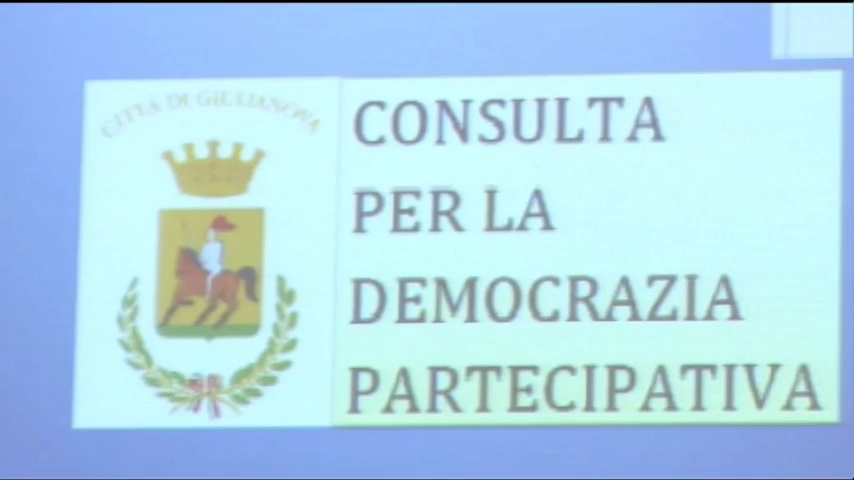 CITTÀ DI GIULIANOVA
CONSULTA
PER LA
DEMOCRAZIA
PARTECIPATIVA